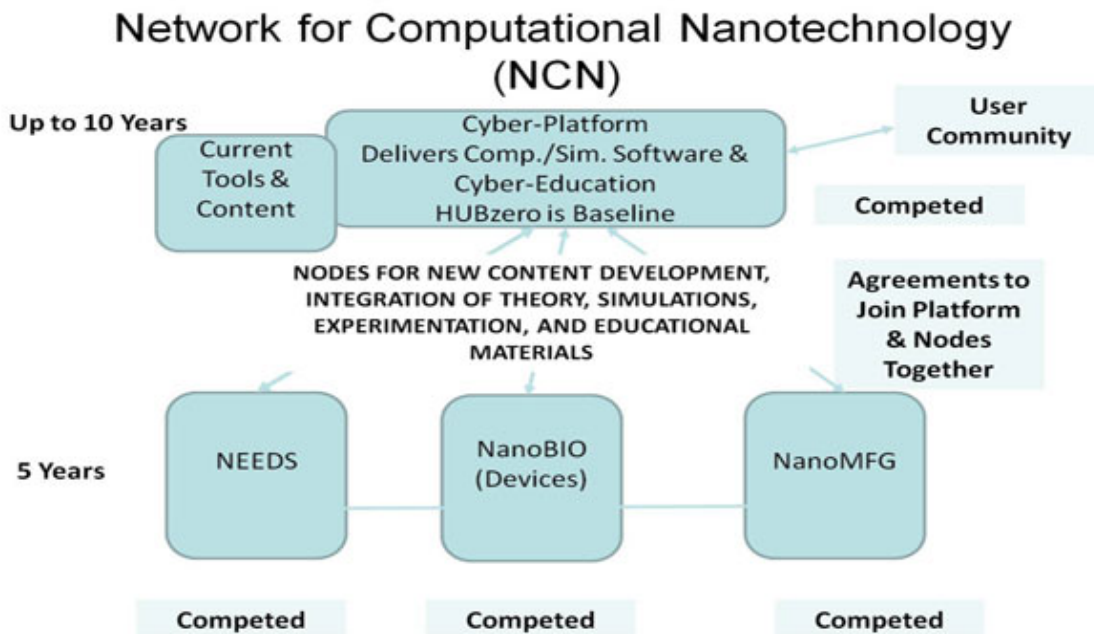 Network for Computational Nanotechnology
(NCN)
Up to 10 Years
Current
Tools &
Content
Cyber-Platform
Delivers Comp./Sim. Software &
Cyber-Education
HUBzero is Baseline
User
Community
Competed
NODES FOR NEW CONTENT DEVELOPMENT,
INTEGRATION OF THEORY, SIMULATIONS,
EXPERIMENTATION, AND EDUCATIONAL
MATERIALS
Agreements to
Join Platform
& Nodes
Together
5 Years
NEEDS
NanoBIO
(Devices)
NanoMFG
Competed
Competed
Competed